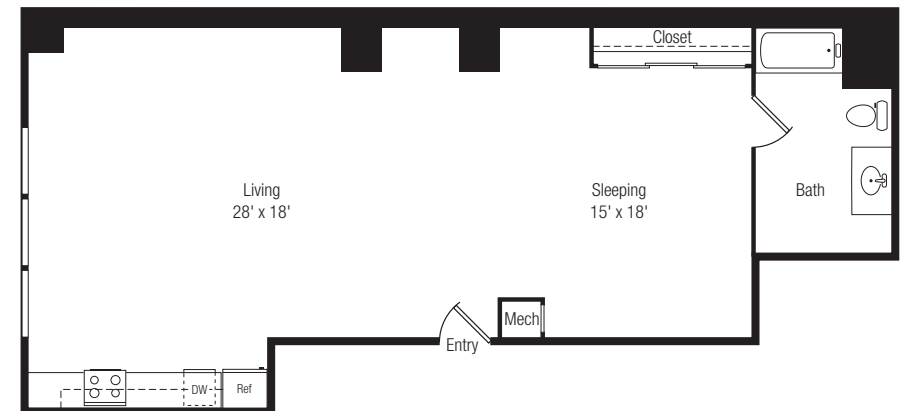 Closet
Living
28' x 18'
Sleeping
15' x 18'
Bath
Mech
Entry
DW
Ref